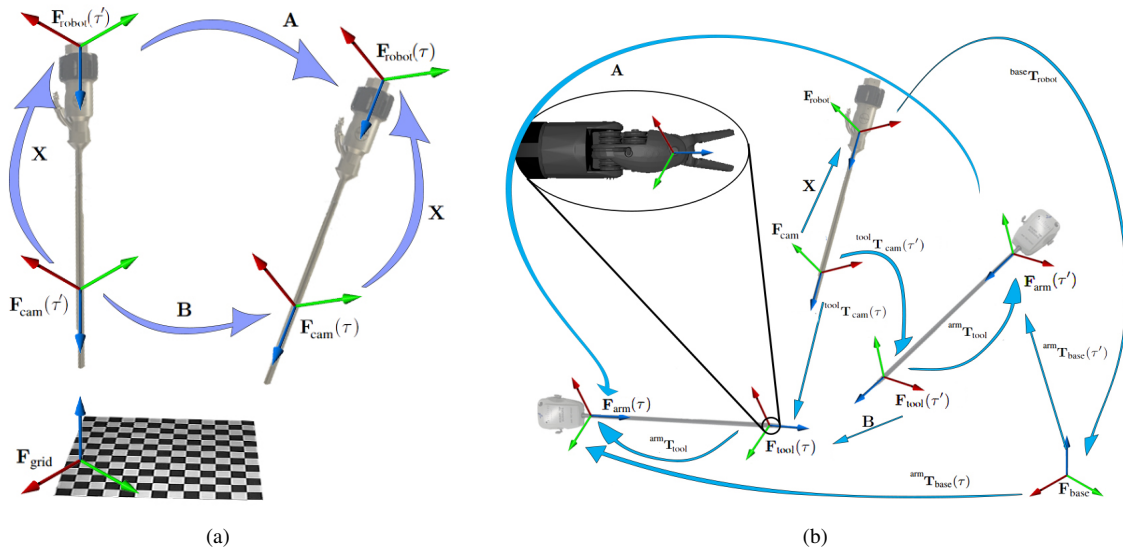 F_robot(τ′)
A
F_robot(τ)
X
X
F_cam(τ′)
B
F_cam(τ)
F_grid
(a)
A
^base T_robot
F_robot
X
F_cam
^tool T_cam(τ′)
F_arm(τ′)
^tool T_cam(τ)
^arm T_tool
^arm T_base(τ′)
F_tool(τ′)
F_arm(τ)
B
^arm T_tool
F_tool(τ)
^arm T_base(τ)
F_base
(b)